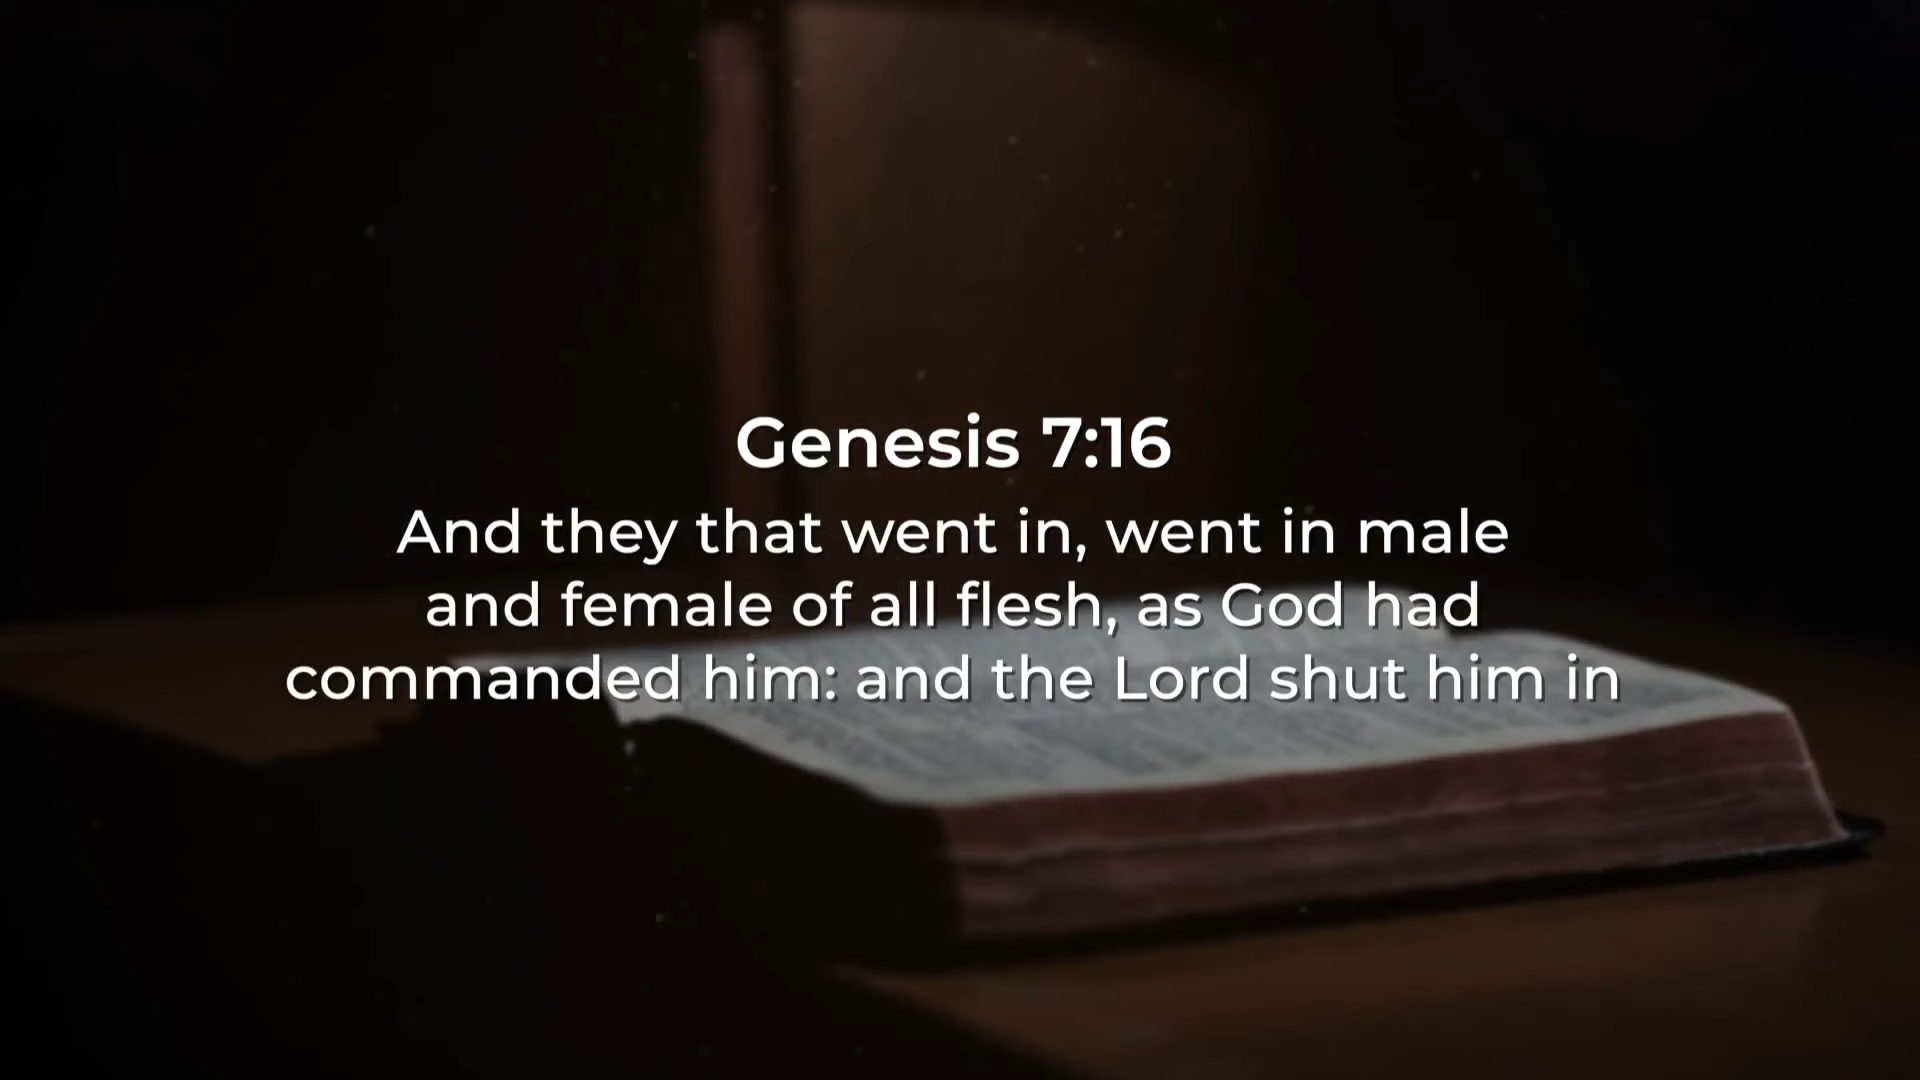 Genesis 7:16
And they that went in, went in male
and female of all flesh, as God had
commanded him: and the Lord shut him in